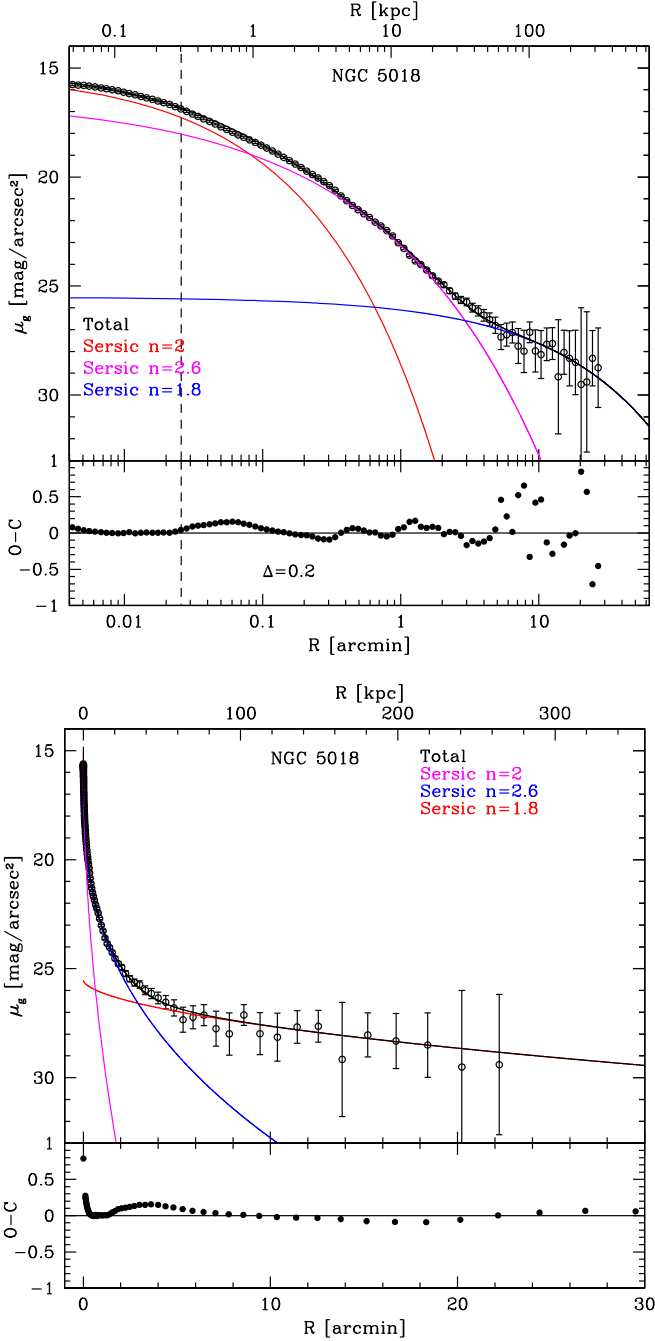 R [kpc]
0.1 1 10 100
NGC 5018
15
20
25
30
μg [mag/arcsec²]
Total
Sersic n=2
Sersic n=2.6
Sersic n=1.8
1
0.5
0
−0.5
−1
O−C
Δ=0.2
0.01 0.1 1 10
R [arcmin]
R [kpc]
0 100 200 300
NGC 5018
Total
Sersic n=2
Sersic n=2.6
Sersic n=1.8
15
20
25
30
μg [mag/arcsec²]
1
0.5
0
−0.5
−1
O−C
0 10 20 30
R [arcmin]